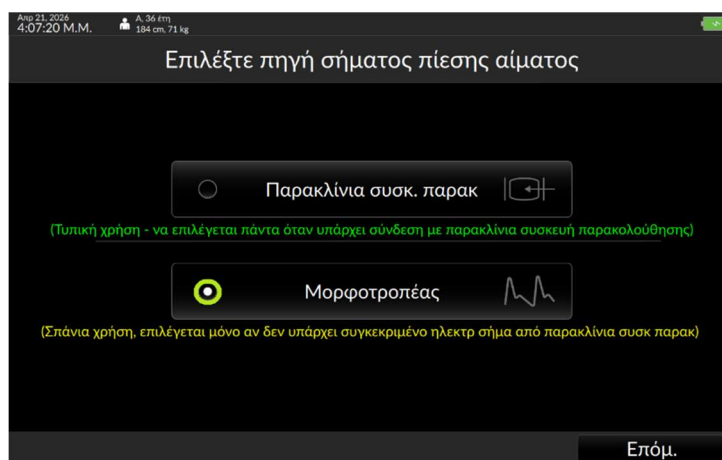 Απρ 21, 2026
4:07:20 Μ.Μ.
Α, 36 έτη
184 cm, 71 kg
Επιλέξτε πηγή σήματος πίεσης αίματος
Παρακλίνια συσκ. παρακ
(Τυπική χρήση - να επιλέγεται πάντα όταν υπάρχει σύνδεση με παρακλίνια συσκευή παρακολούθησης)
Μορφοτροπέας
(Σπάνια χρήση, επιλέγεται μόνο αν δεν υπάρχει συγκεκριμένο ηλεκτρ σήμα από παρακλίνια συσκ παρακ)
Επόμ.